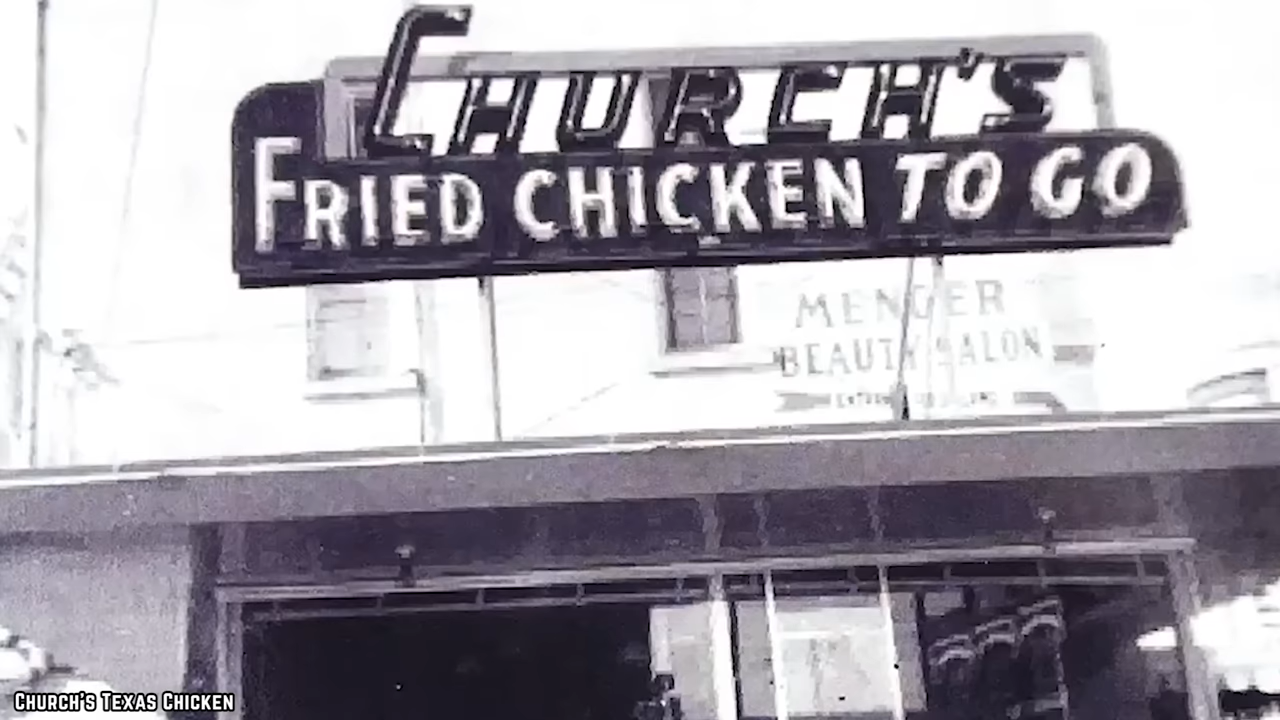 CHURCH'S
FRIED CHICKEN TO GO
MENGER
BEAUTY SALON
CHURCH'S TEXAS CHICKEN